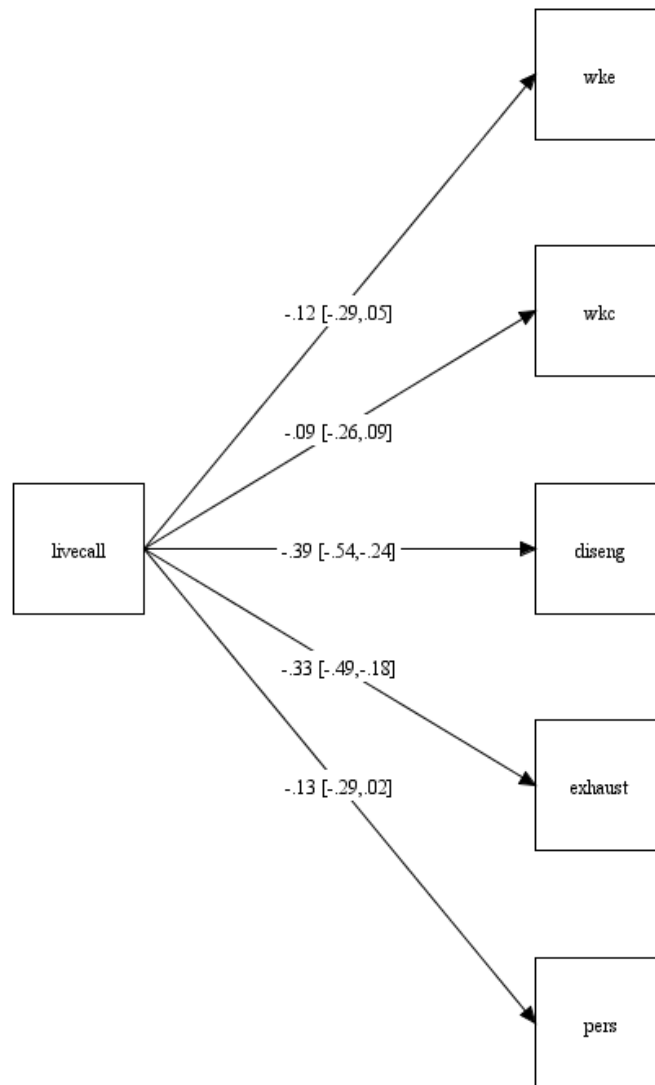 wke
-.12 [-.29,.05]
wkc
-.09 [-.26,.09]
livecall
-.39 [-.54,-.24]
diseng
-.33 [-.49,-.18]
exhaust
-.13 [-.29,.02]
pers